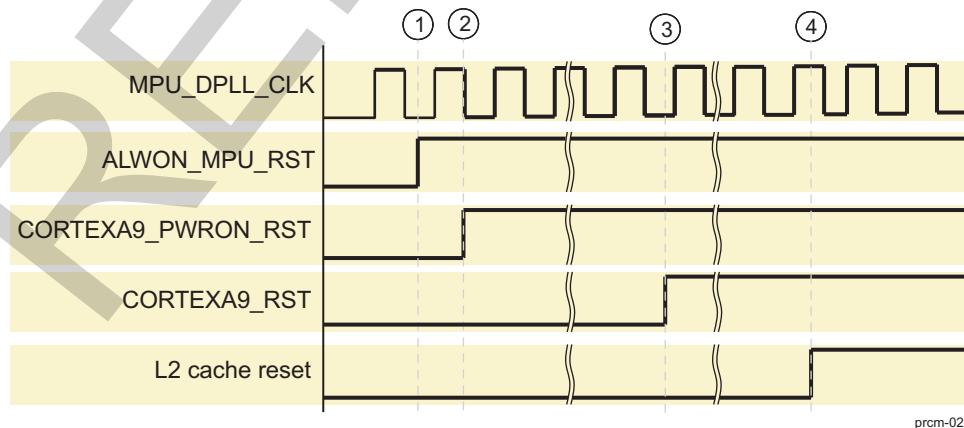 1 2 3 4
MPU_DPLL_CLK
ALWON_MPU_RST
CORTEXA9_PWRON_RST
CORTEXA9_RST
L2 cache reset
prcm-02